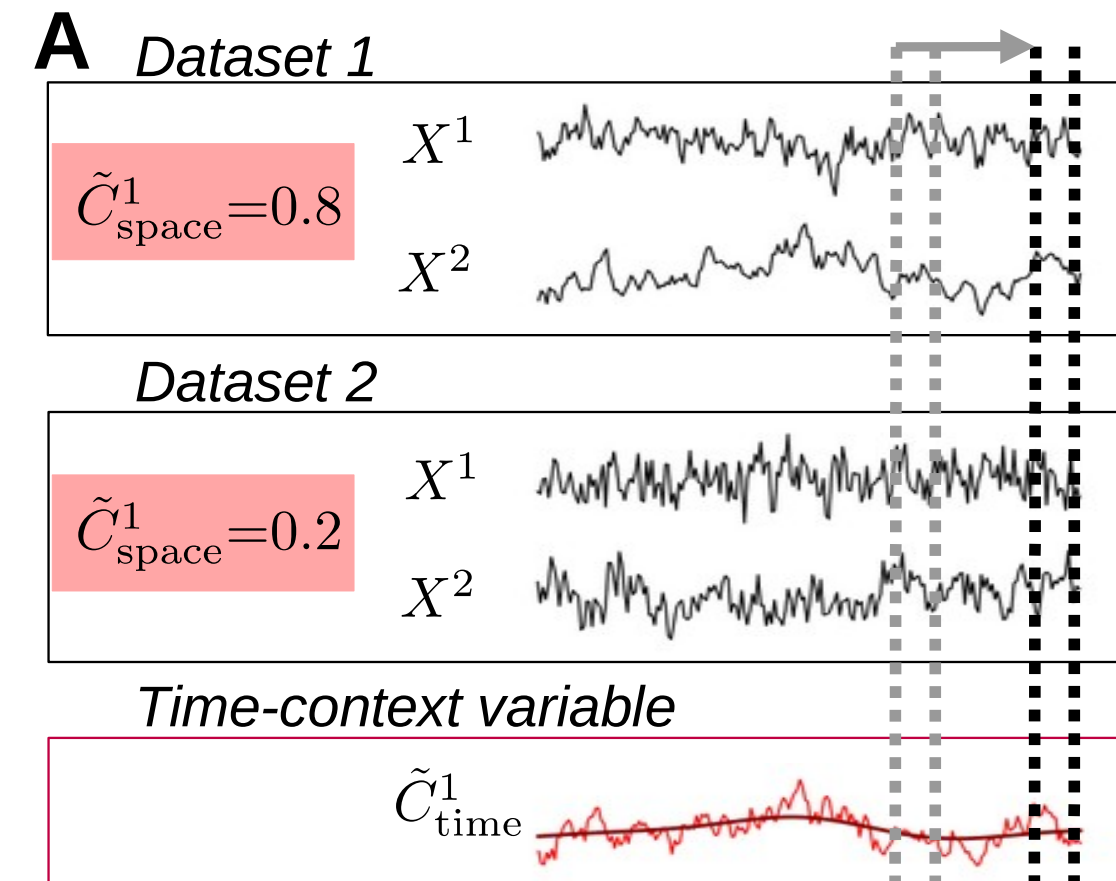 A
Dataset 1
X¹
C̃¹space=0.8
X²
Dataset 2
X¹
C̃¹space=0.2
X²
Time-context variable
C̃¹time